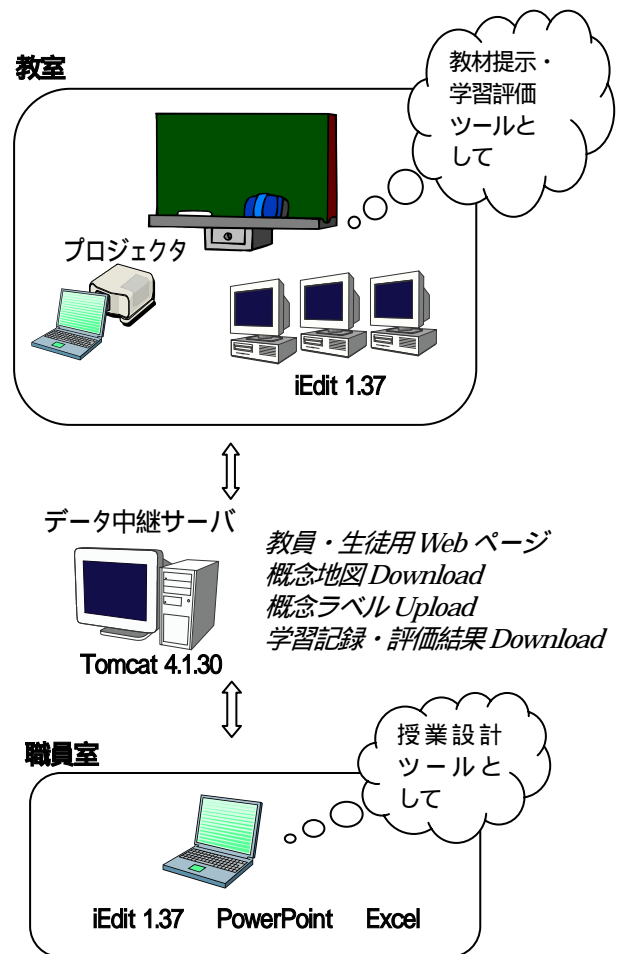 教室
教材提示・
学習評価
ツールと
して
プロジェクタ
iEdit 1.37
データ中継サーバ
教員・生徒用 Web ページ
概念地図 Download
概念ラベル Upload
学習記録・評価結果 Download
Tomcat 4.1.30
職員室
授業設計
ツールと
して
iEdit 1.37 PowerPoint Excel